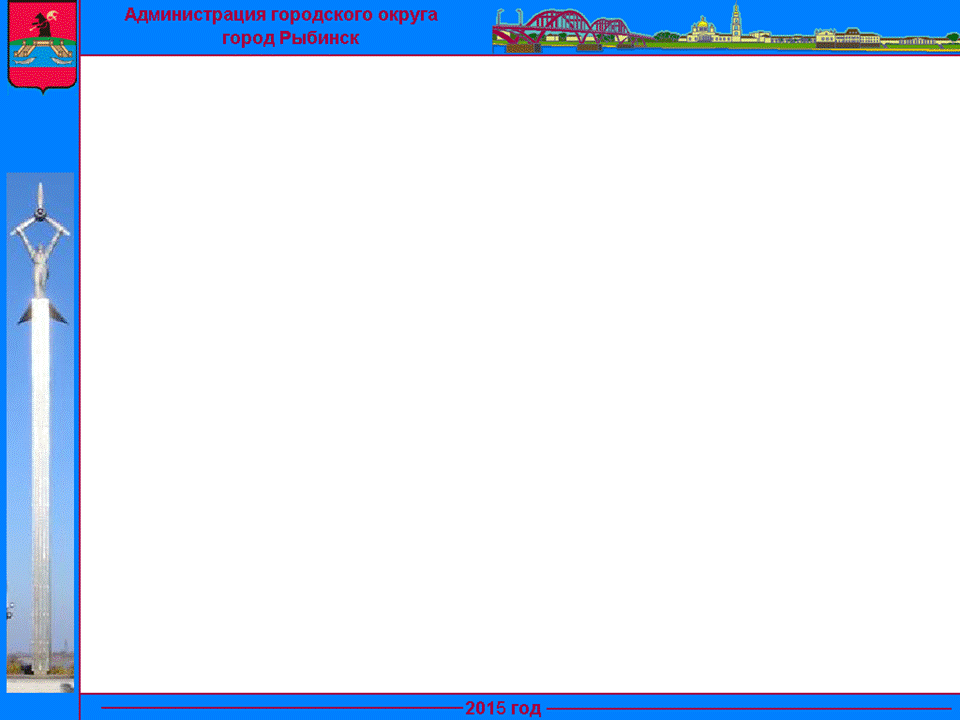 Администрация городского округа
город Рыбинск
2015 год